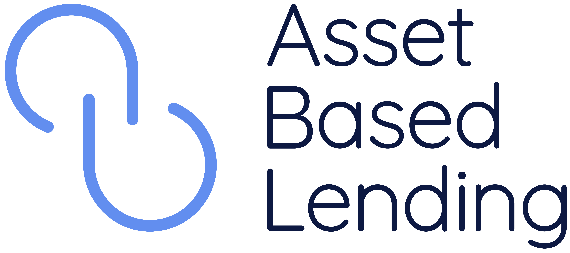 Asset
Based
Lending